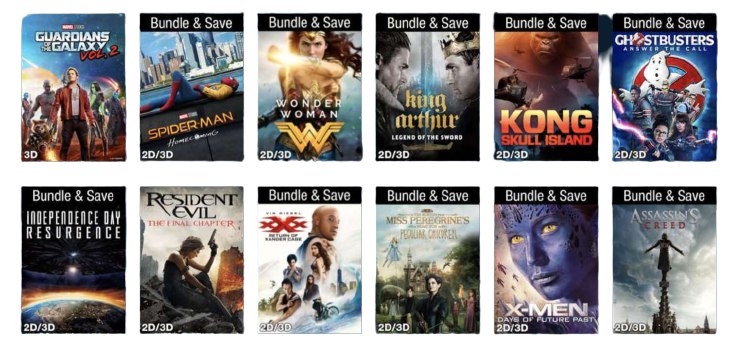 MARVEL STUDIOS
GUARDIANS
OF THE GALAXY
VOL. 2
3D
Bundle & Save
SPIDER-MAN
HOMECOMING
2D/3D
Bundle & Save
WONDER
WOMAN
2D/3D
Bundle & Save
king
arthur
LEGEND OF THE SWORD
2D/3D
Bundle & Save
KONG
SKULL ISLAND
2D/3D
Bundle & Save
GHOSTBUSTERS
ANSWER THE CALL
2D/3D
Bundle & Save
INDEPENDENCE DAY
RESURGENCE
2D/3D
RESIDENT
EVIL
THE FINAL CHAPTER
2D/3D
Bundle & Save
VIN DIESEL
xXx
RETURN OF
XANDER CAGE
2D/3D
Bundle & Save
MISS PEREGRINE'S
HOME FOR
PECULIAR CHILDREN
2D/3D
Bundle & Save
X-MEN
DAYS OF FUTURE PAST
2D/3D
Bundle & Save
ASSASSIN'S
CREED
2D/3D